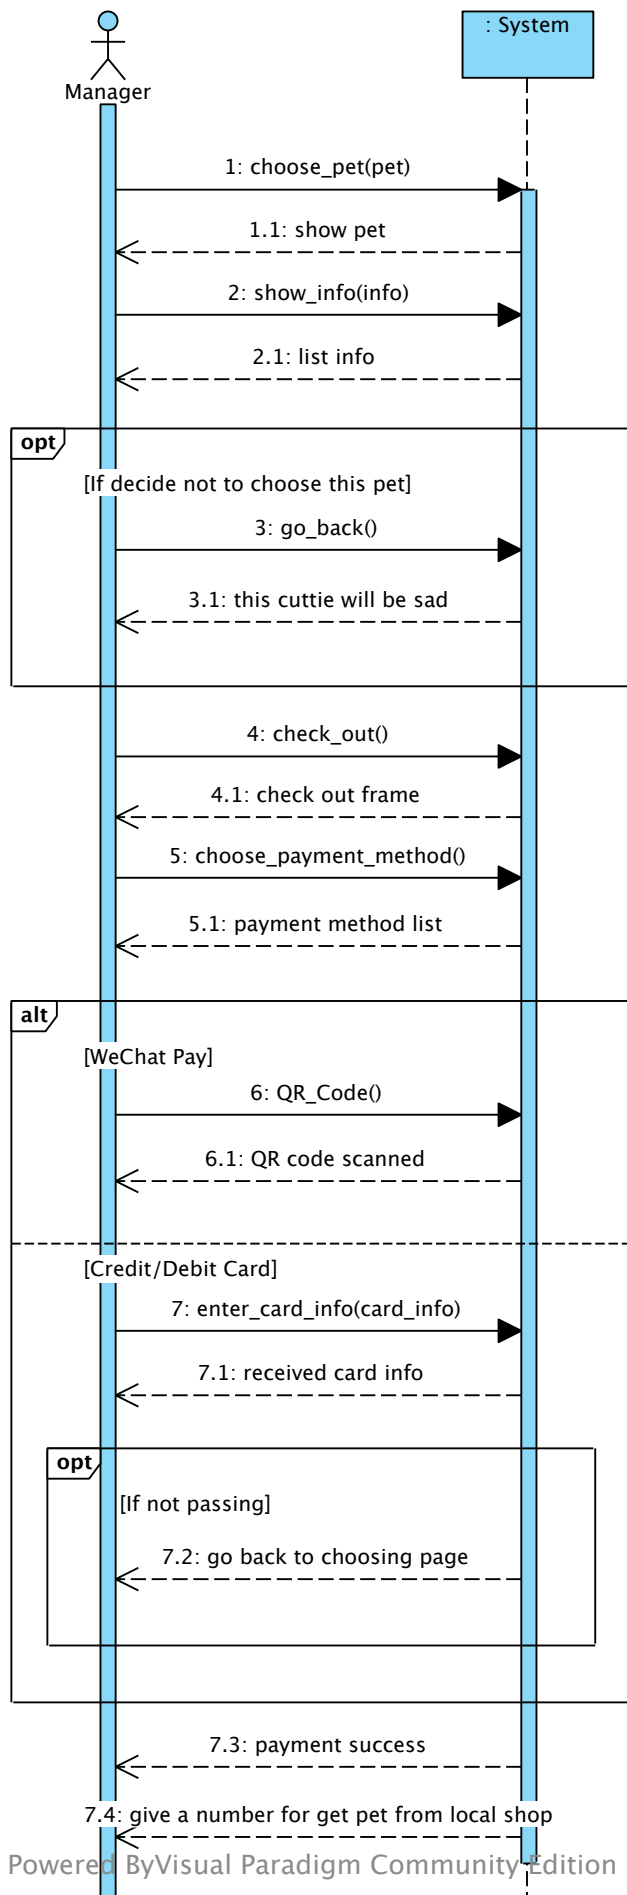 : System
Manager
1: choose_pet(pet)
1.1: show pet
2: show_info(info)
2.1: list info
opt
[If decide not to choose this pet]
3: go_back()
3.1: this cuttie will be sad
4: check_out()
4.1: check out frame
5: choose_payment_method()
5.1: payment method list
alt
[WeChat Pay]
6: QR_Code()
6.1: QR code scanned
[Credit/Debit Card]
7: enter_card_info(card_info)
7.1: received card info
opt
[If not passing]
7.2: go back to choosing page
7.3: payment success
7.4: give a number for get pet from local shop
Powered ByVisual Paradigm Community Edition